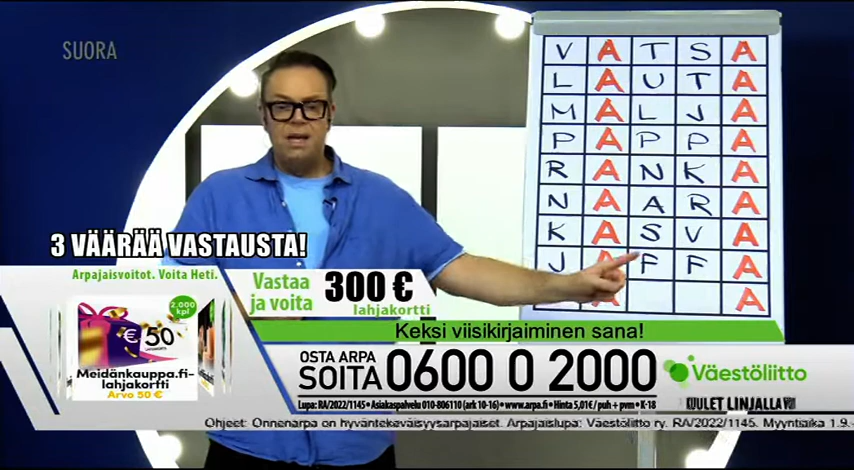 SUORA
V A T S A
L A U T A
M A L J A
P A P P A
R A N K A
N A A R A
K A S V A
J A F F A
A A
3 VÄÄRÄÄ VASTAUSTA!
Arpajaisvoitot. Voita Heti.
2,000 kpl
€50
Meidänkauppa.fi-
lahjakortti
Arvo 50 €
Vastaa
ja voita
300 €
lahjakortti
Keksi viisikirjaiminen sana!
OSTA ARPA
SOITA 0600 0 2000
Väestöliitto
Lupa: RA/2022/1145 • Asiakaspalvelu 010-806110 (ark 10-16) • www.arpa.fi • Hinta 5,01€ / puh + pvm • K-18
KUULET LINJALLA
Ohjeet: Onnenarpa on hyväntekeväisyysarpajaiset. Arpajaislupa: Väestöliitto ry. RA/2022/1145. Myyntiaika 1.9.-